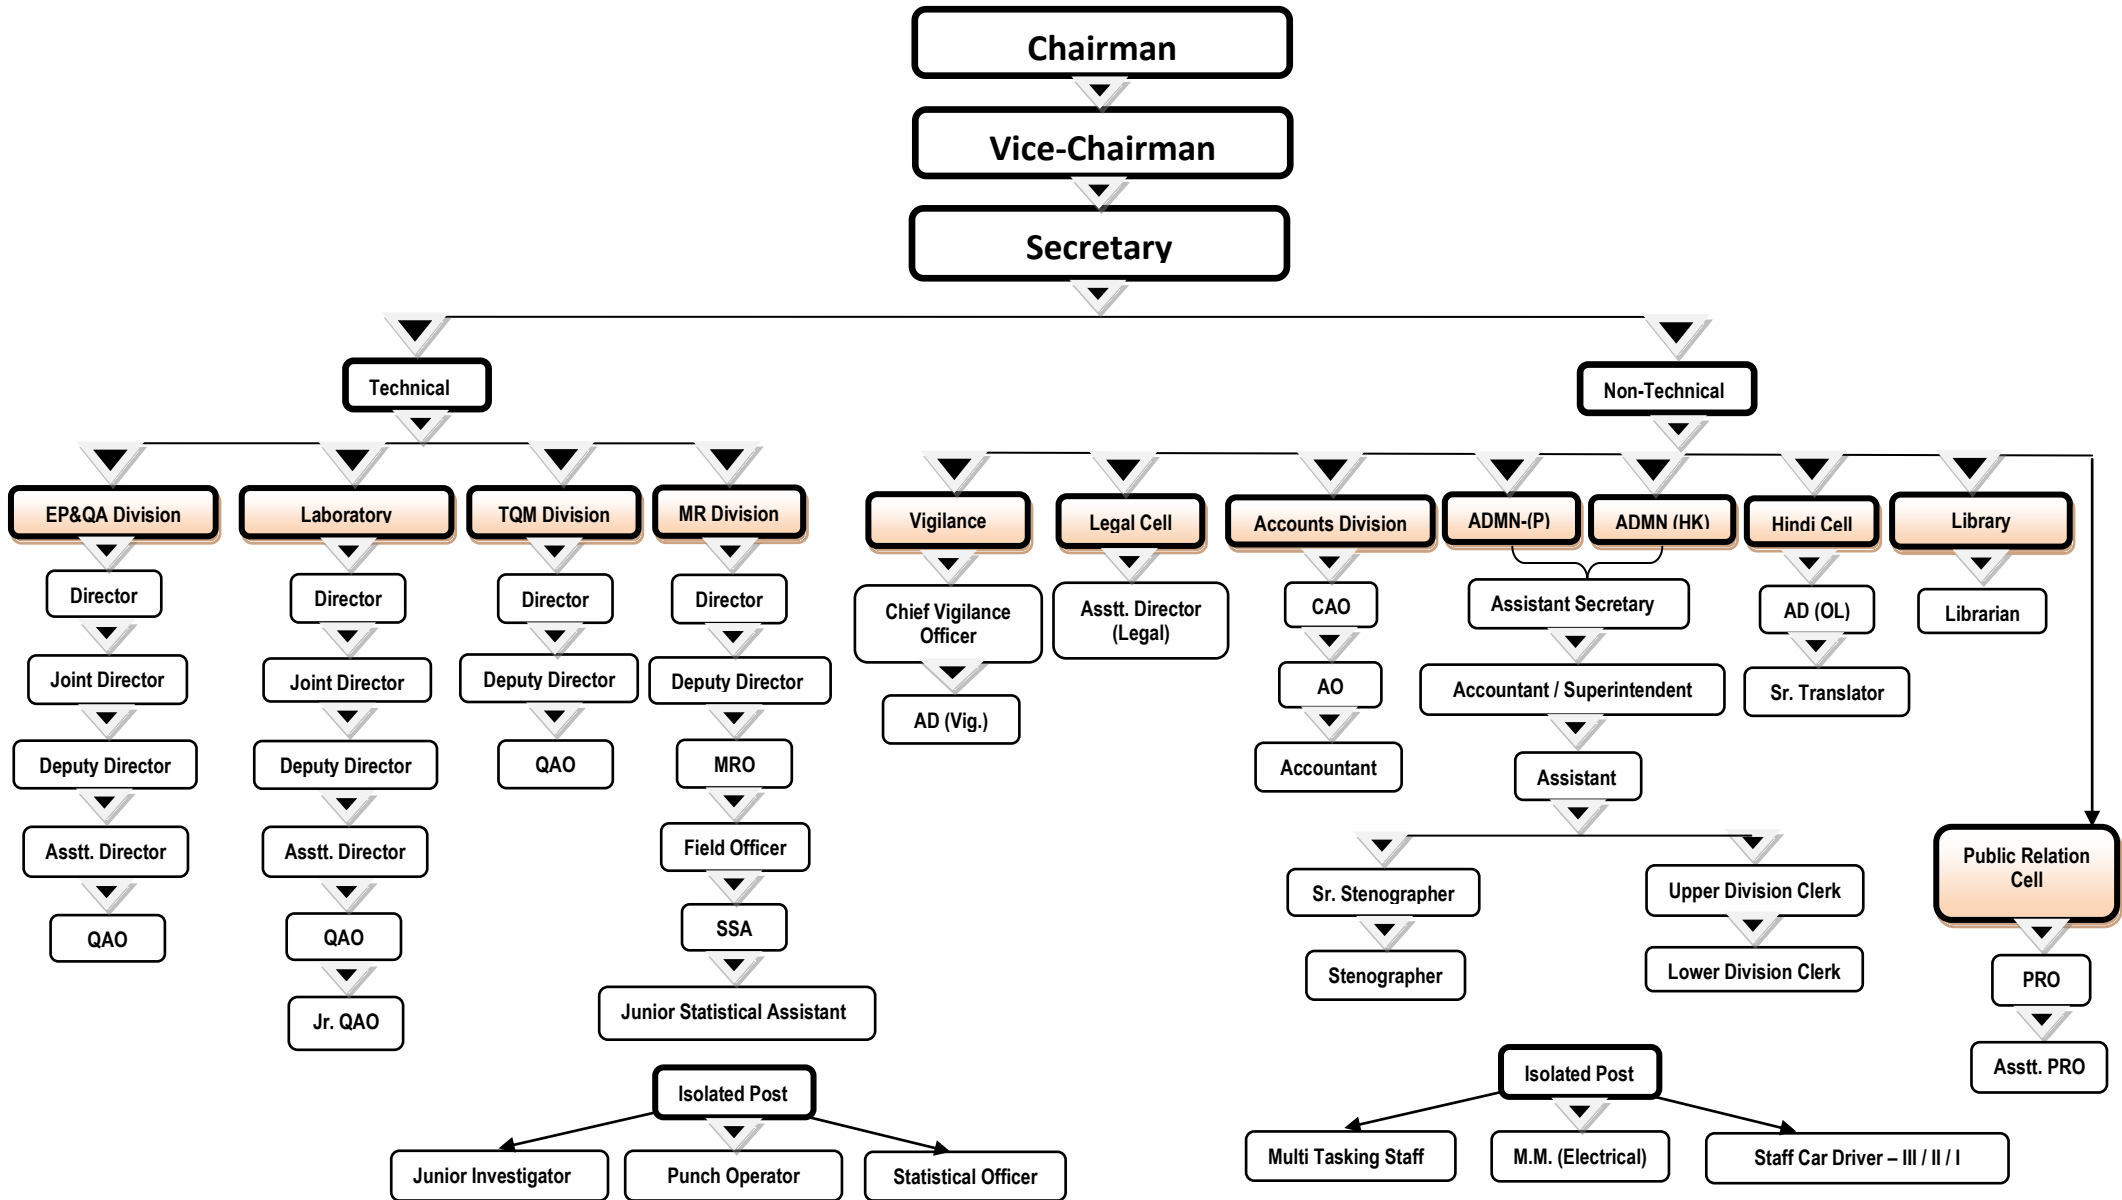 Chairman
Vice-Chairman
Secretary
Technical
Non-Technical
EP&QA Division
Laboratory
TQM Division
MR Division
Vigilance
Legal Cell
Accounts Division
ADMN-(P)
ADMN (HK)
Hindi Cell
Library
Director
Director
Director
Director
Chief Vigilance
Officer
Asstt. Director
(Legal)
CAO
Assistant Secretary
AD (OL)
Librarian
Joint Director
Joint Director
Deputy Director
Deputy Director
AD (Vig.)
AO
Accountant / Superintendent
Sr. Translator
Deputy Director
Deputy Director
QAO
MRO
Accountant
Assistant
Asstt. Director
Asstt. Director
Field Officer
Public Relation
Cell
Sr. Stenographer
Upper Division Clerk
QAO
QAO
SSA
Stenographer
Lower Division Clerk
PRO
Jr. QAO
Junior Statistical Assistant
Asstt. PRO
Isolated Post
Junior Investigator
Punch Operator
Statistical Officer
Isolated Post
Multi Tasking Staff
M.M. (Electrical)
Staff Car Driver – III / II / I